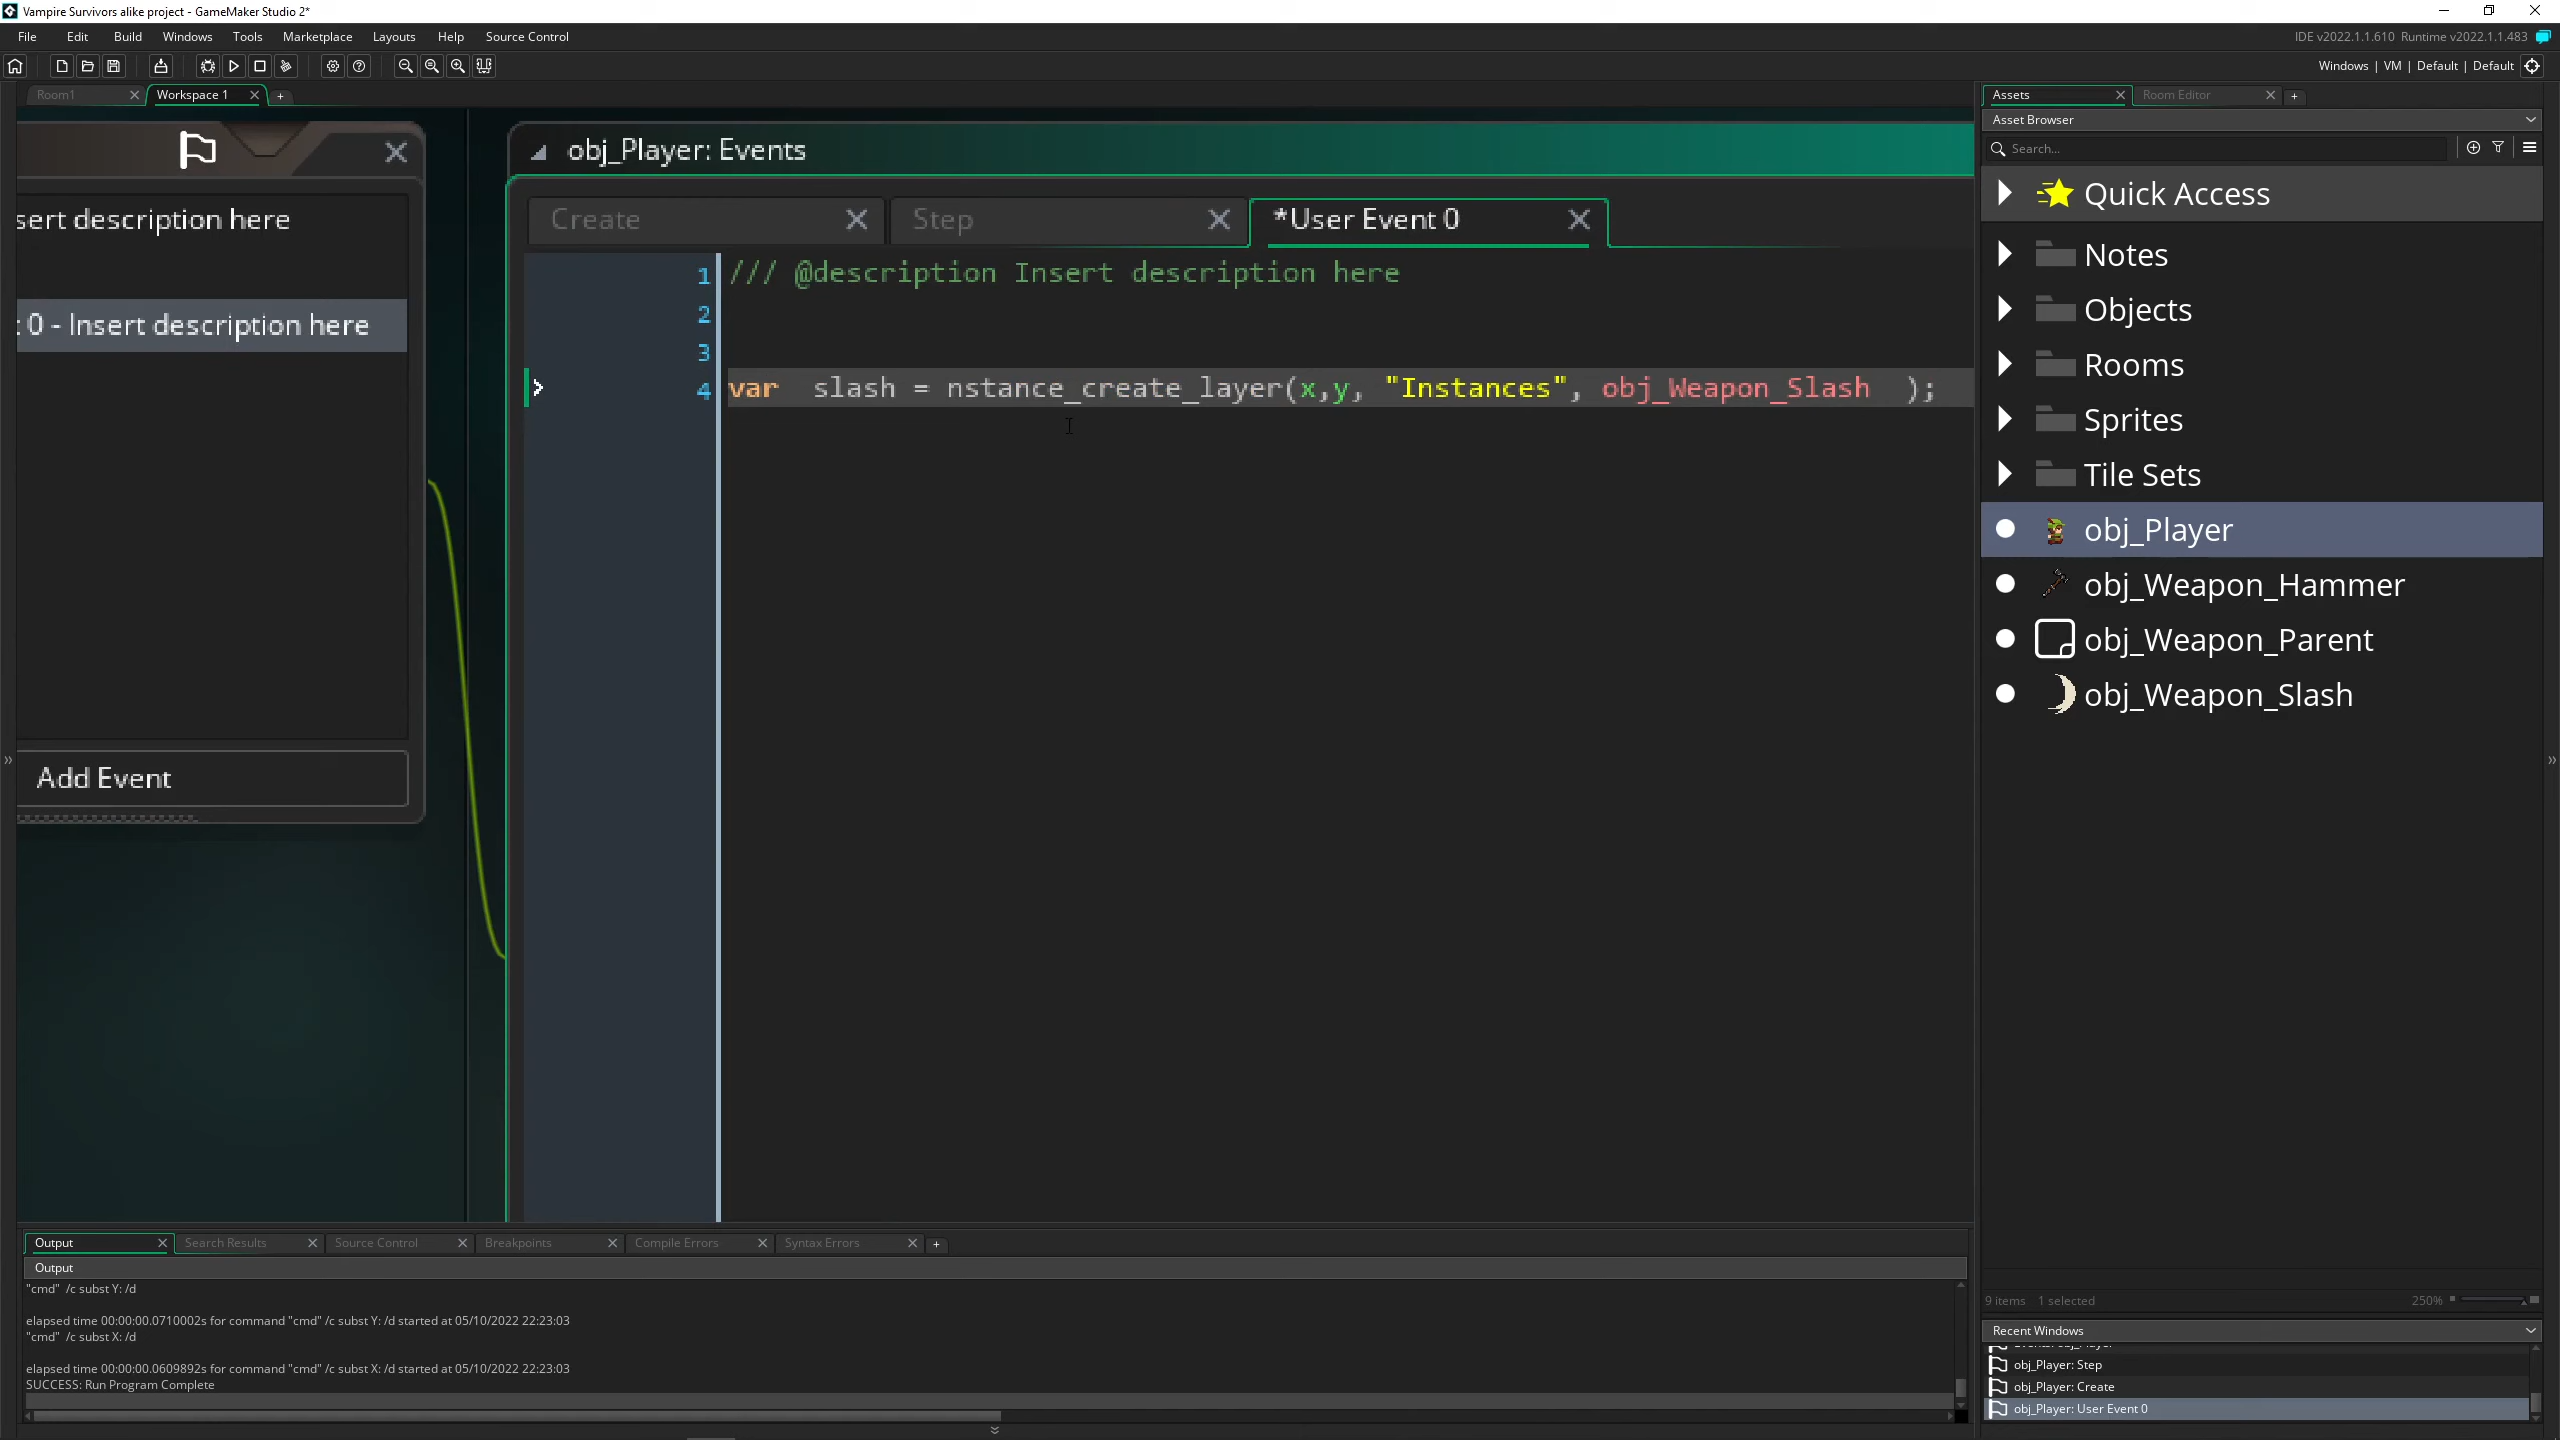 Vampire Survivors alike project - GameMaker Studio 2*
File Edit Build Windows Tools Marketplace Layouts Help Source Control
IDE v2022.1.1.610 Runtime v2022.1.1.483
Windows | VM | Default | Default
Room1
Workspace 1
Assets
Room Editor
Asset Browser
Search...
Quick Access
Notes
Objects
Rooms
Sprites
Tile Sets
obj_Player
obj_Weapon_Hammer
obj_Weapon_Parent
obj_Weapon_Slash
sert description here
0 - Insert description here
Add Event
obj_Player: Events
Create
Step
*User Event 0
1 /// @description Insert description here
2
3
4 var  slash = nstance_create_layer(x,y, "Instances", obj_Weapon_Slash  );
Output
Search Results
Source Control
Breakpoints
Compile Errors
Syntax Errors
Output
"cmd"  /c subst Y: /d
elapsed time 00:00:00.0710002s for command "cmd" /c subst Y: /d started at 05/10/2022 22:23:03
"cmd"  /c subst X: /d
elapsed time 00:00:00.0609892s for command "cmd" /c subst X: /d started at 05/10/2022 22:23:03
SUCCESS: Run Program Complete
9 items 1 selected
250%
Recent Windows
obj_Player: Step
obj_Player: Create
obj_Player: User Event 0